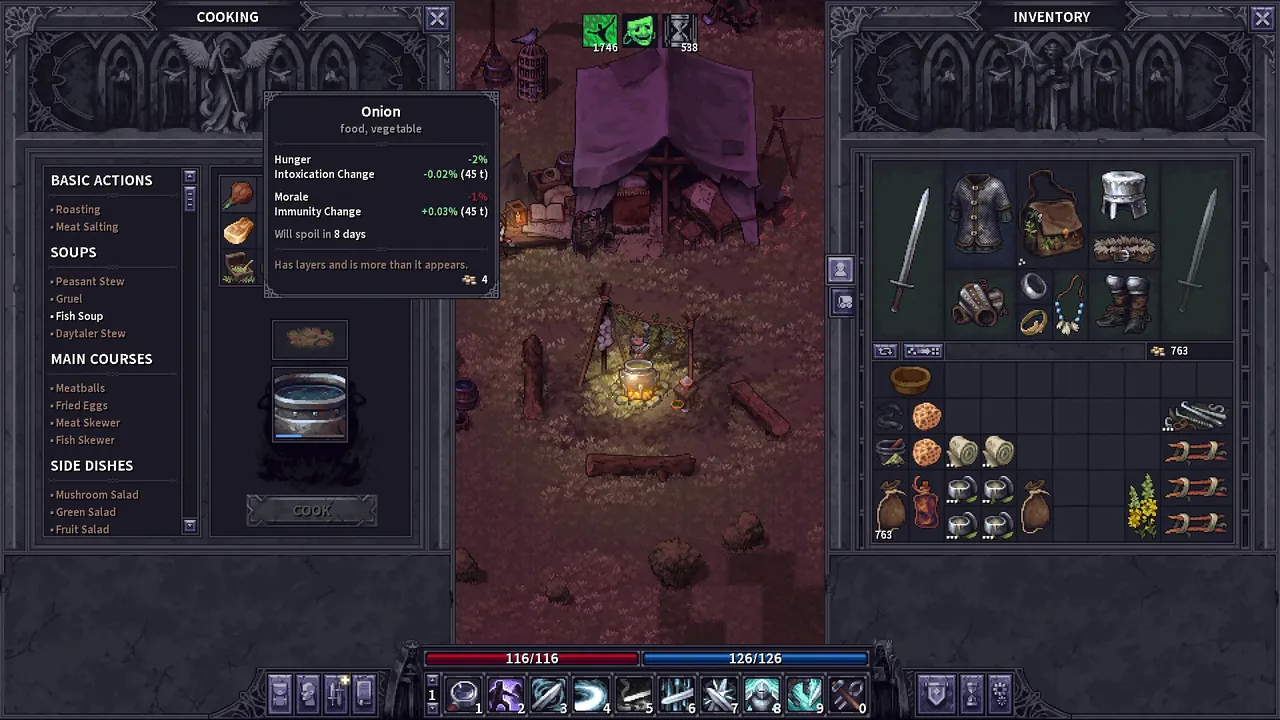 COOKING
INVENTORY
1746
538
Onion
food, vegetable
Hunger -2%
Intoxication Change -0.02% (45 t)
Morale -1%
Immunity Change +0.03% (45 t)
Will spoil in 8 days
Has layers and is more than it appears.
4
BASIC ACTIONS
• Roasting
• Meat Salting
SOUPS
• Peasant Stew
• Gruel
• Fish Soup
• Daytaler Stew
MAIN COURSES
• Meatballs
• Fried Eggs
• Meat Skewer
• Fish Skewer
SIDE DISHES
• Mushroom Salad
• Green Salad
• Fruit Salad
COOK
763
763
116/116
126/126
1
1 2 3 4 5 6 7 8 9 0